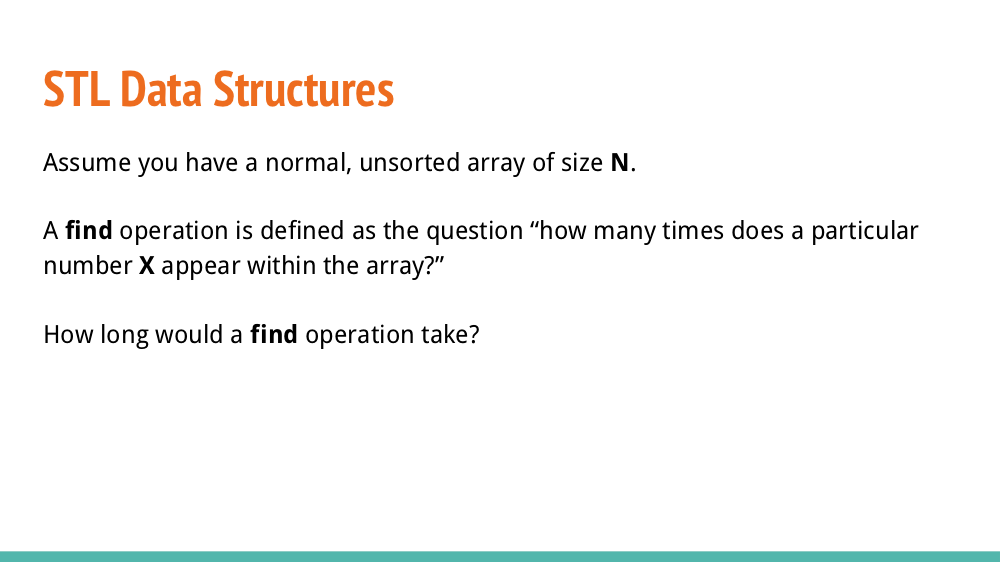 STL Data Structures
Assume you have a normal, unsorted array of size N.
A find operation is defined as the question “how many times does a particular
number X appear within the array?”
How long would a find operation take?